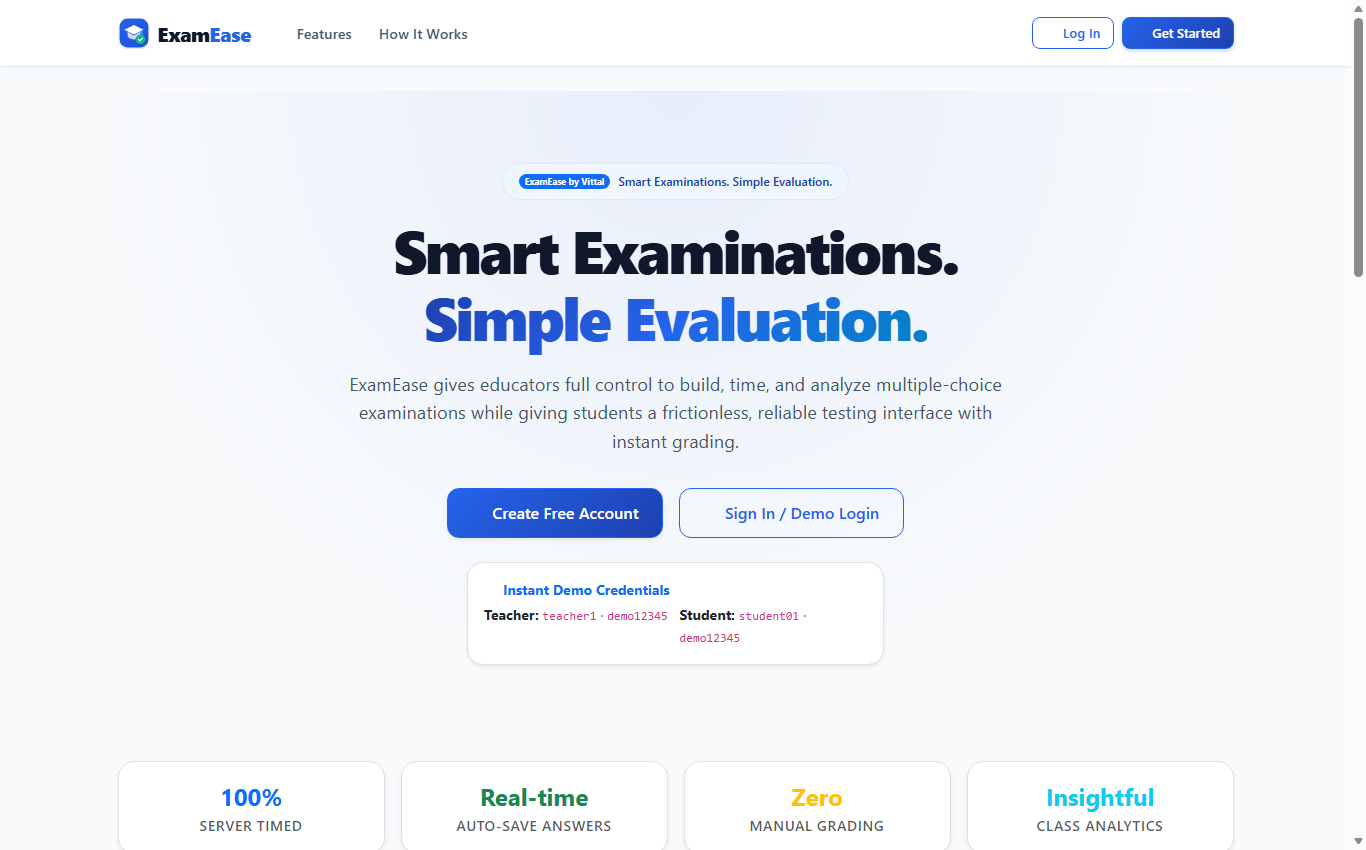 ExamEase Features How It Works Log In Get Started
ExamEase by Vittal Smart Examinations. Simple Evaluation.
Smart Examinations.
Simple Evaluation.
ExamEase gives educators full control to build, time, and analyze multiple-choice
examinations while giving students a frictionless, reliable testing interface with
instant grading.
Create Free Account Sign In / Demo Login
Instant Demo Credentials
Teacher: teacher1 · demo12345 Student: student01 ·
demo12345
100% Real-time Zero Insightful
SERVER TIMED AUTO-SAVE ANSWERS MANUAL GRADING CLASS ANALYTICS